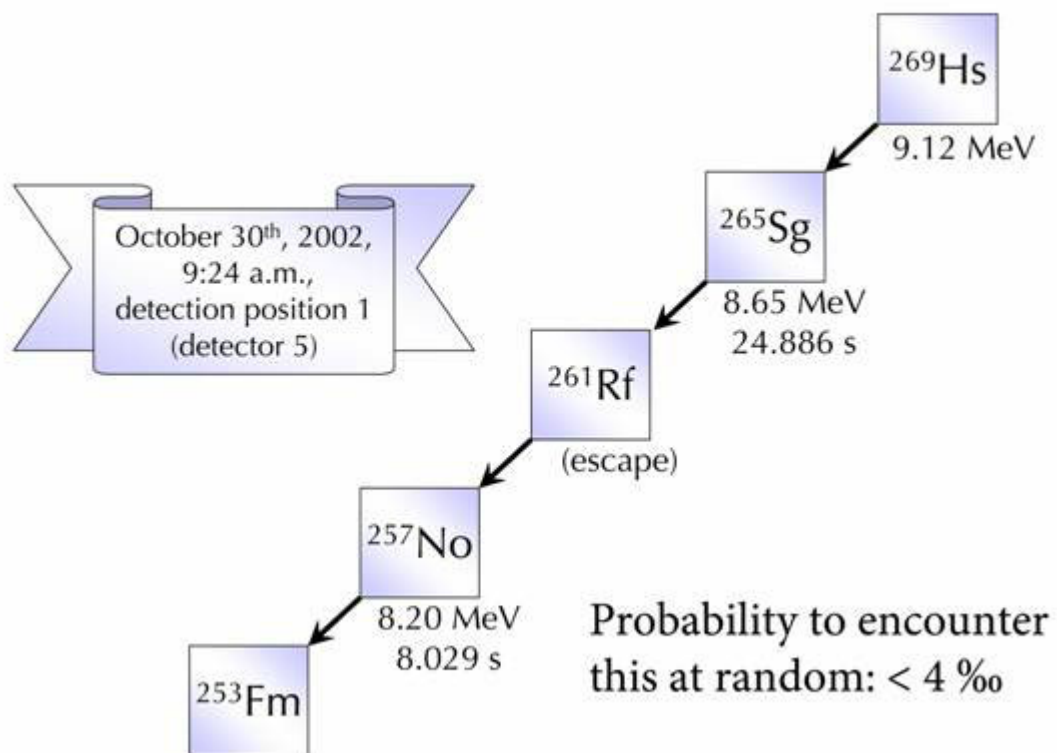 ²⁶⁹Hs
9.12 MeV
²⁶⁵Sg
8.65 MeV
24.886 s
October 30ᵗʰ, 2002,
9:24 a.m.,
detection position 1
(detector 5)
²⁶¹Rf
(escape)
²⁵⁷No
8.20 MeV
8.029 s
²⁵³Fm
Probability to encounter
this at random: < 4 ‰